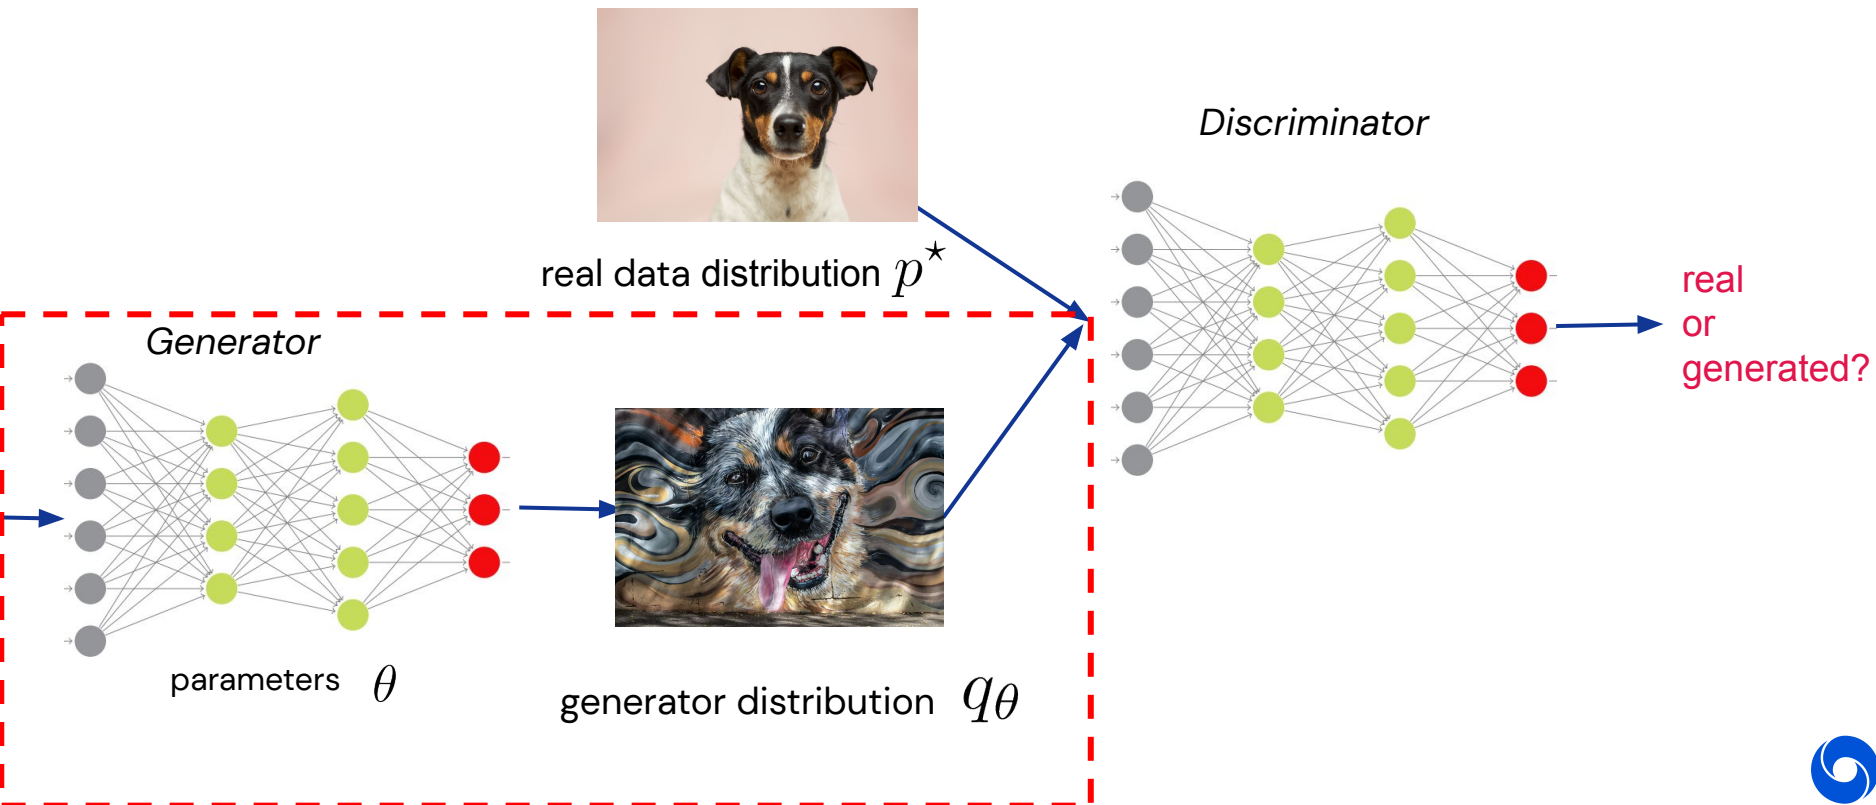 Discriminator
real data distribution p⋆
real
or
generated?
Generator
parameters θ
generator distribution qθ